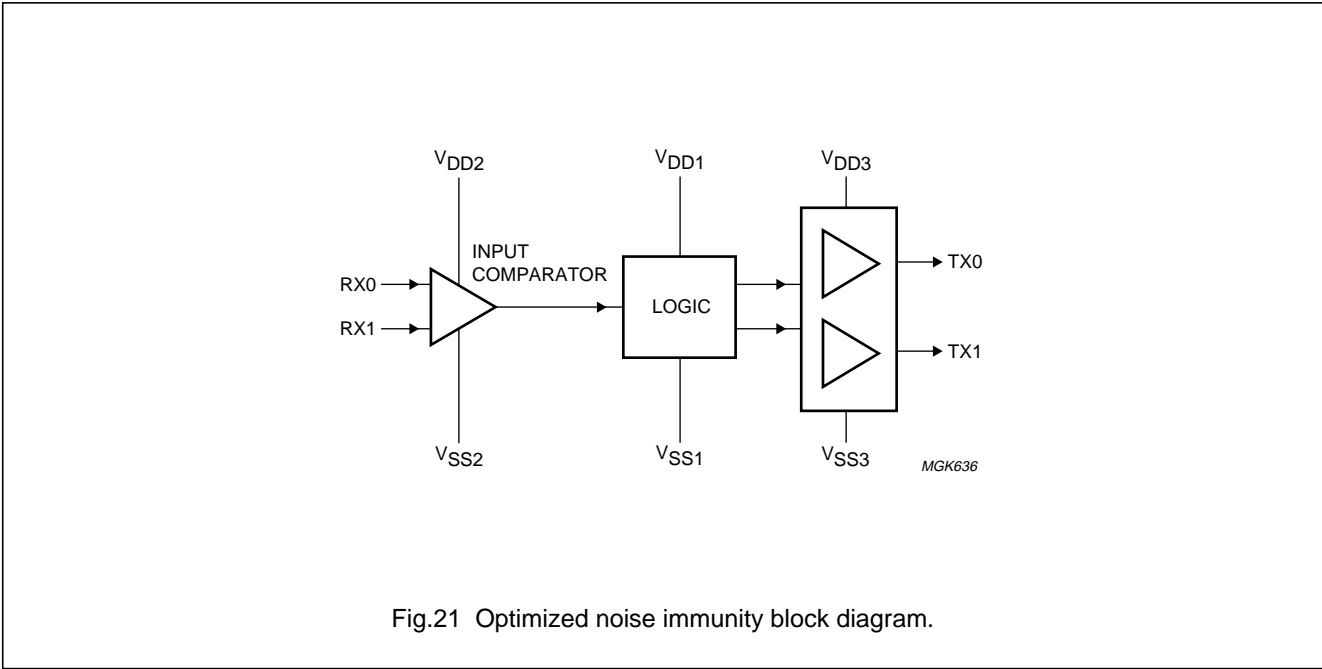 VDD2
VDD1
VDD3
INPUT
COMPARATOR
RX0
RX1
LOGIC
TX0
TX1
VSS2
VSS1
VSS3
MGK636
Fig.21 Optimized noise immunity block diagram.